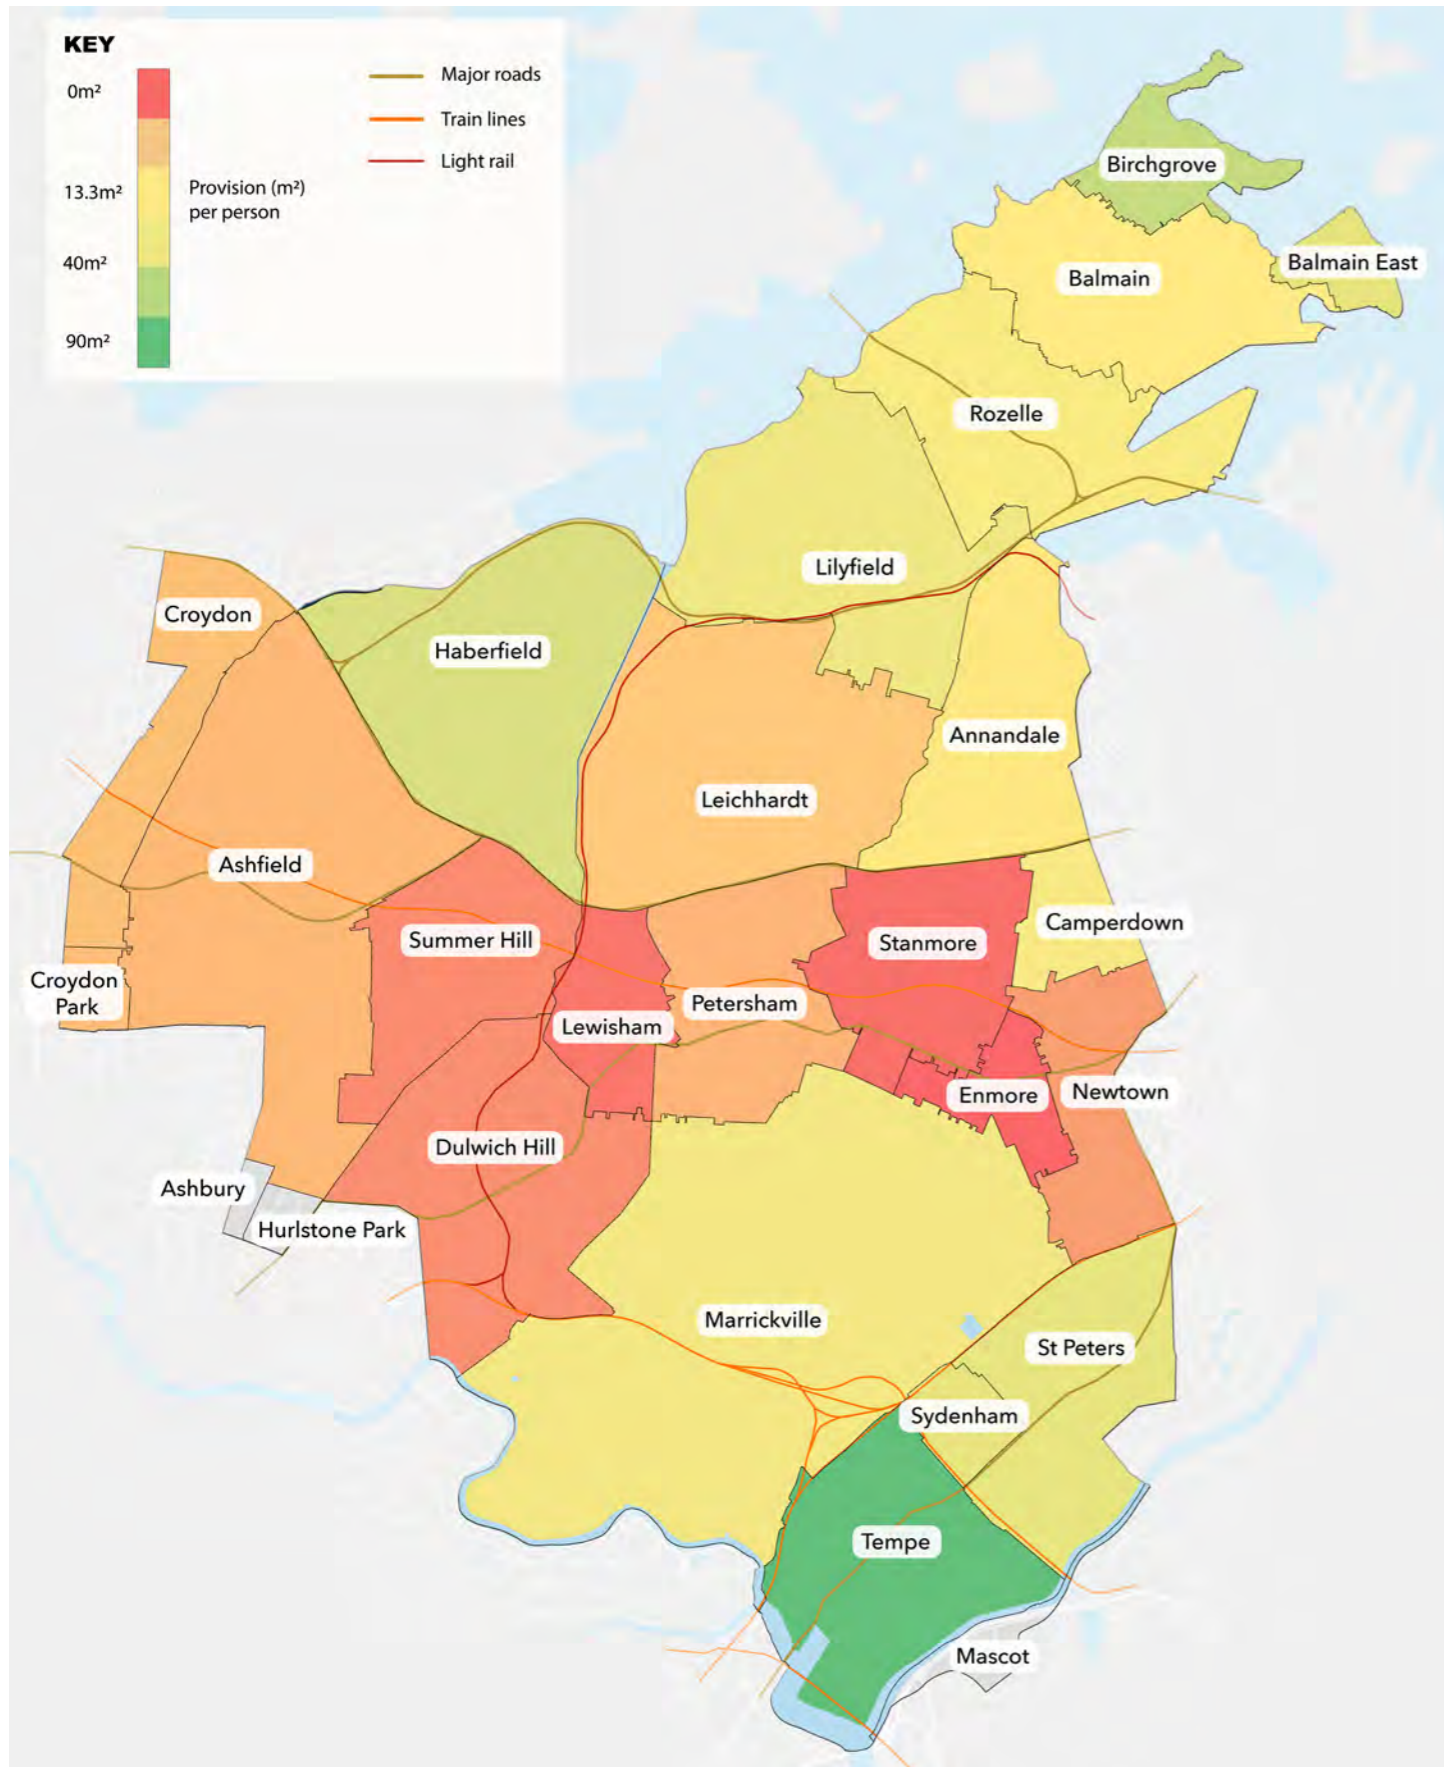 KEY
0m²
13.3m²
40m²
90m²
Provision (m²)
per person
Major roads
Train lines
Light rail
Birchgrove
Balmain East
Balmain
Rozelle
Lilyfield
Croydon
Haberfield
Annandale
Leichhardt
Ashfield
Camperdown
Summer Hill
Stanmore
Croydon
Park
Petersham
Lewisham
Enmore
Newtown
Dulwich Hill
Ashbury
Hurlstone Park
Marrickville
St Peters
Sydenham
Tempe
Mascot